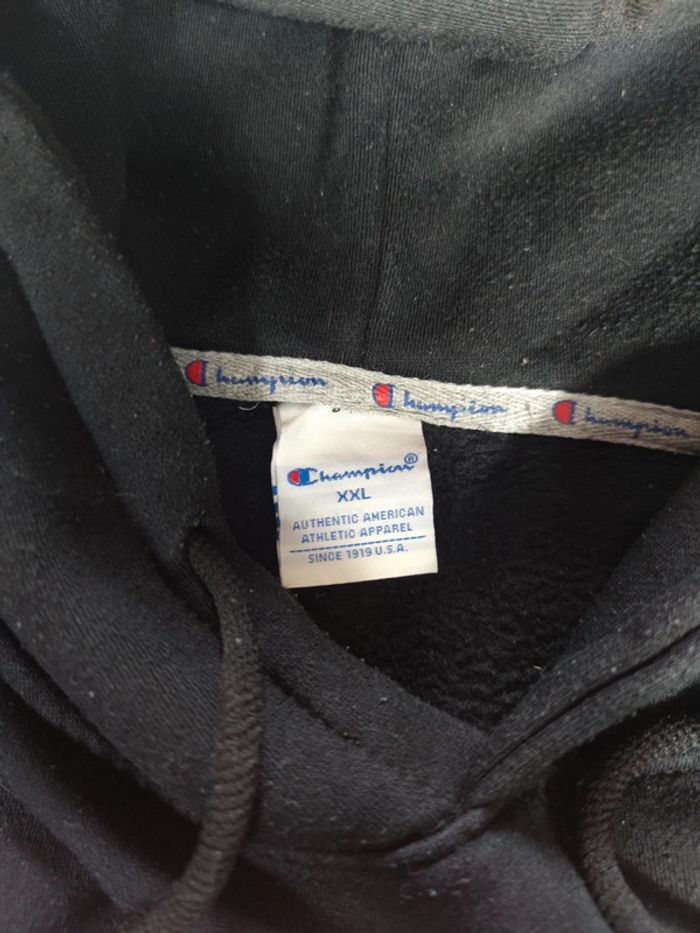 Champion
Champion
Champion
Champion®
XXL
AUTHENTIC AMERICAN
ATHLETIC APPAREL
SINCE 1919 U.S.A.